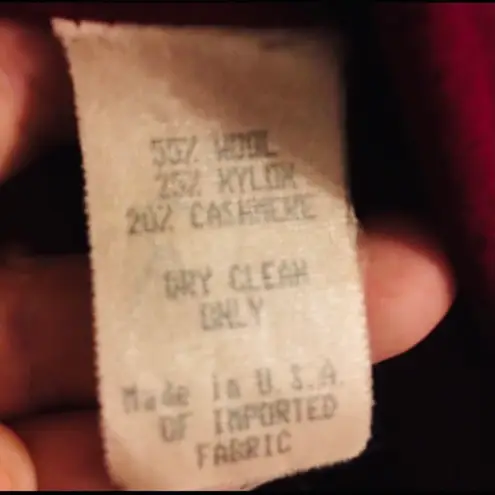 55% WOOL
25% NYLON
20% CASHMERE
DRY CLEAN
ONLY
Made in U.S.A.
OF IMPORTED
FABRIC